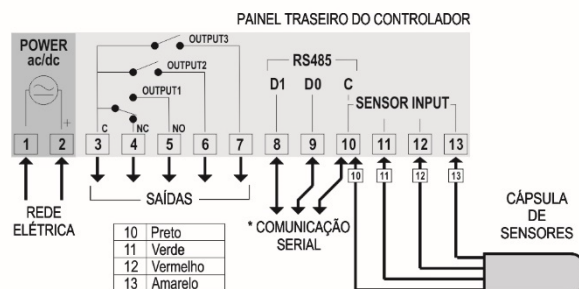 PAINEL TRASEIRO DO CONTROLADOR
POWER
ac/dc
+
OUTPUT3
OUTPUT2
OUTPUT1
C
NC
NO
RS485
D1 D0 C
SENSOR INPUT
1 2 3 4 5 6 7 8 9 10 11 12 13
10 11 12 13
REDE
ELÉTRICA
SAÍDAS
* COMUNICAÇÃO
SERIAL
CÁPSULA
DE
SENSORES
10 Preto
11 Verde
12 Vermelho
13 Amarelo